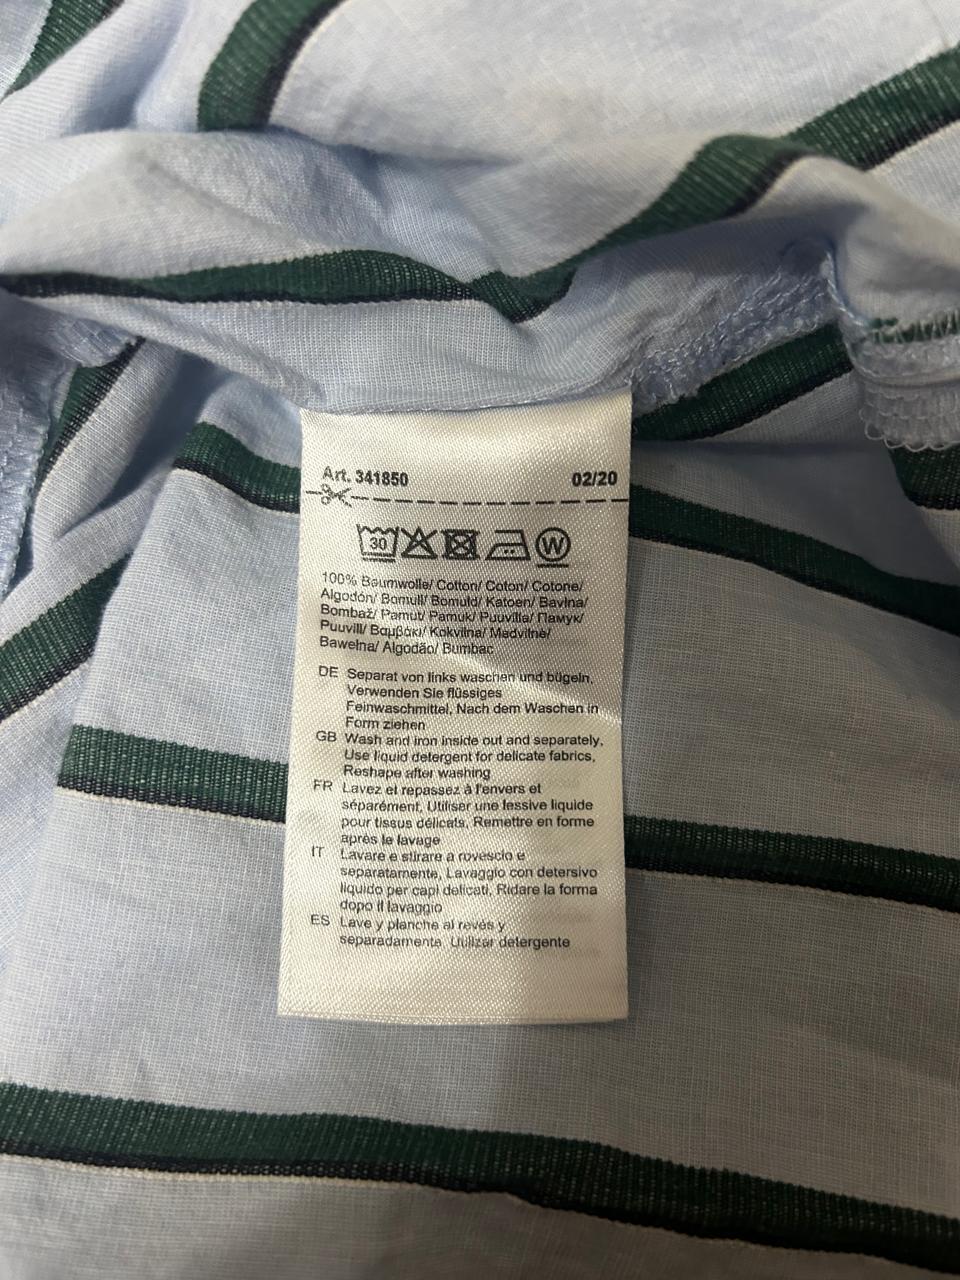 Art. 341850 02/20
30 W
100% Baumwolle/ Cotton/ Coton/ Cotone/
Algodón/ Bomull/ Bomuld/ Katoen/ Bavlna/
Bombaž/ Pamut/ Pamuk/ Puuvilla/ Памук/
Puuvill/ Βαμβάκι/ Kokvilna/ Medvilnė/
Bawełna/ Algodão/ Bumbac
DE Separat von links waschen und bügeln,
Verwenden Sie flüssiges
Feinwaschmittel, Nach dem Waschen in
Form ziehen
GB Wash and iron inside out and separately,
Use liquid detergent for delicate fabrics,
Reshape after washing
FR Lavez et repassez à l'envers et
séparément, Utiliser une lessive liquide
pour tissus délicats, Remettre en forme
après le lavage
IT Lavare e stirare a rovescio e
separatamente, Lavaggio con detersivo
liquido per capi delicati, Ridare la forma
dopo il lavaggio
ES Lave y planche al revés y
separadamente, Utilizar detergente